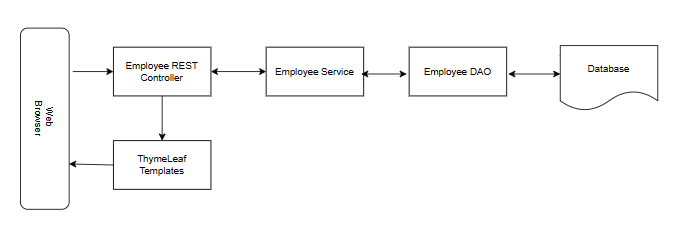 Web
Browser
Employee REST
Controller
Employee Service
Employee DAO
Database
ThymeLeaf
Templates